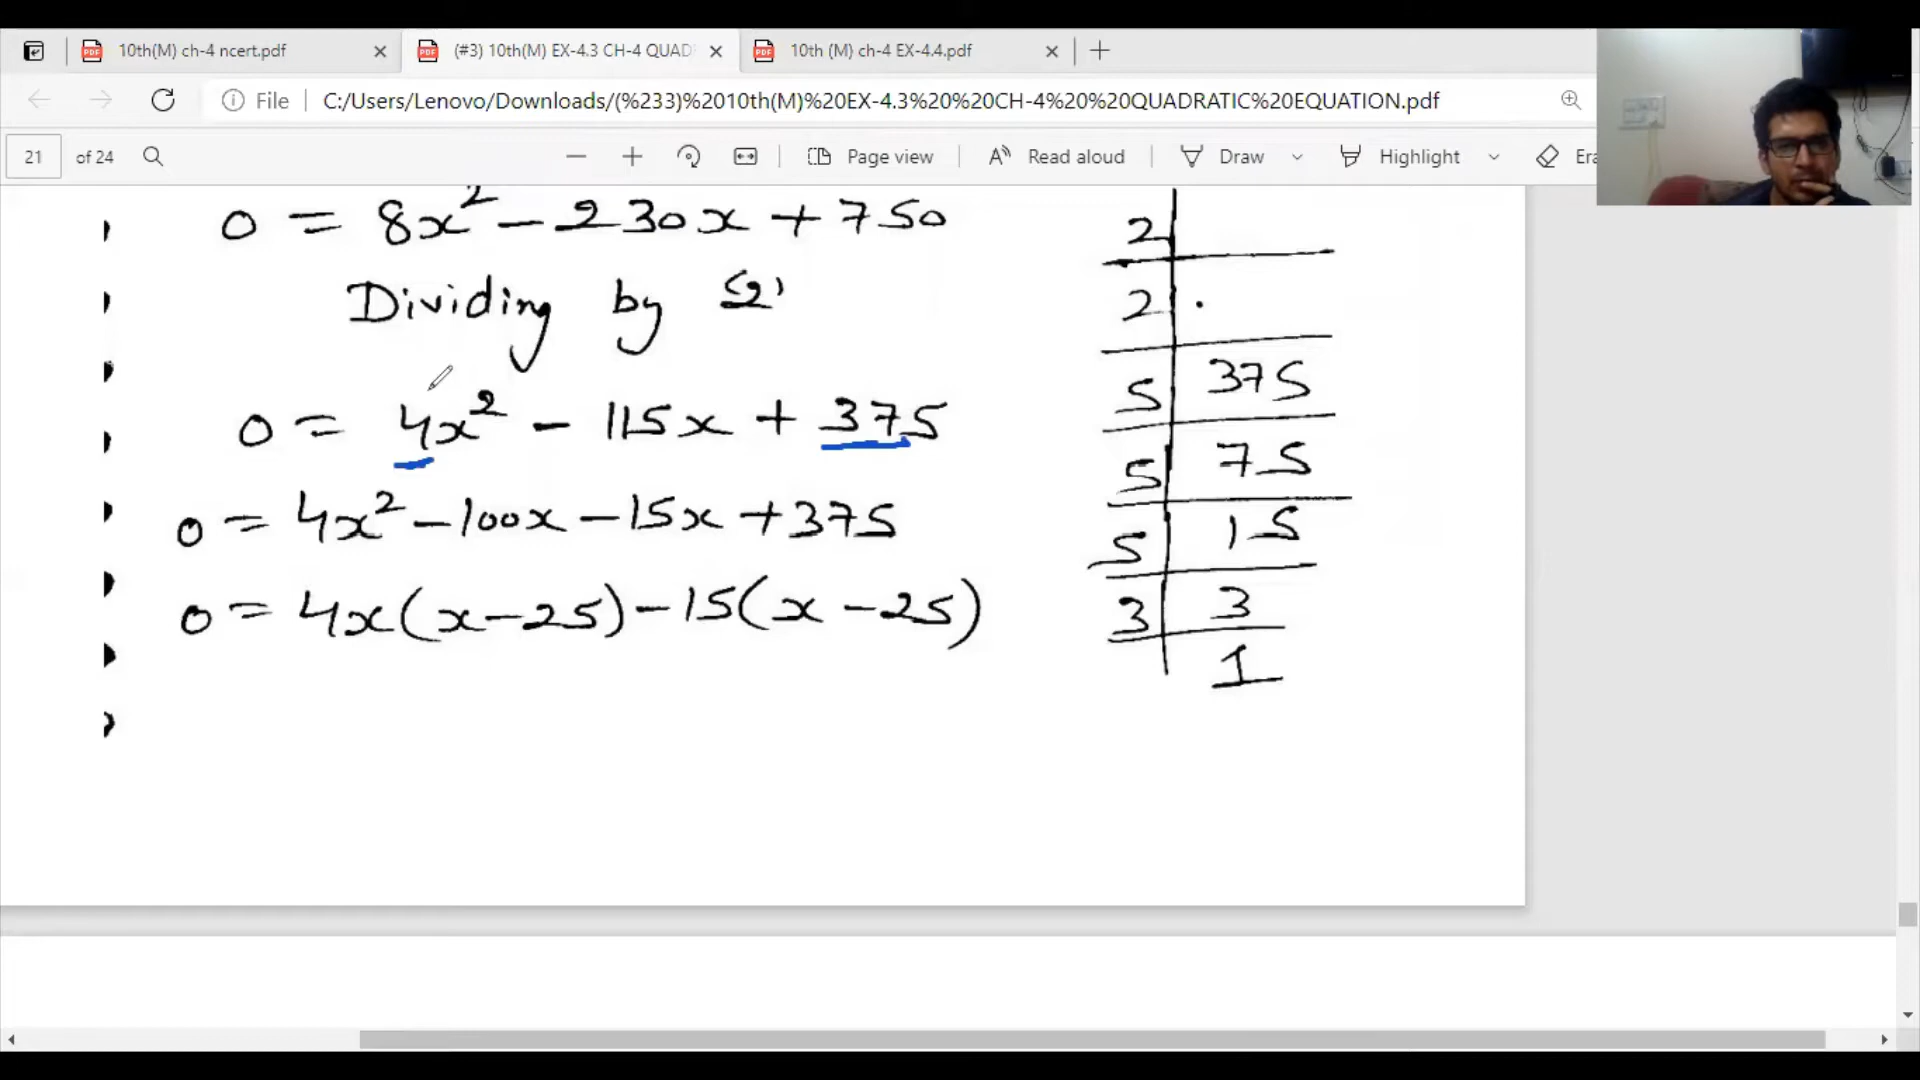 10th(M) ch-4 ncert.pdf
(#3) 10th(M) EX-4.3 CH-4 QUAD
10th (M) ch-4 EX-4.4.pdf
File
C:/Users/Lenovo/Downloads/(%233)%2010th(M)%20EX-4.3%20%20CH-4%20%20QUADRATIC%20EQUATION.pdf
21 of 24
Page view
Read aloud
Draw
Highlight
Era
0 = 8x² - 230x + 750
Dividing by '2'
0 = 4x² - 115x + 375
0 = 4x² - 100x - 15x + 375
0 = 4x(x - 25) - 15(x - 25)
2
2 .
5 375
5 75
5 15
3 3
1